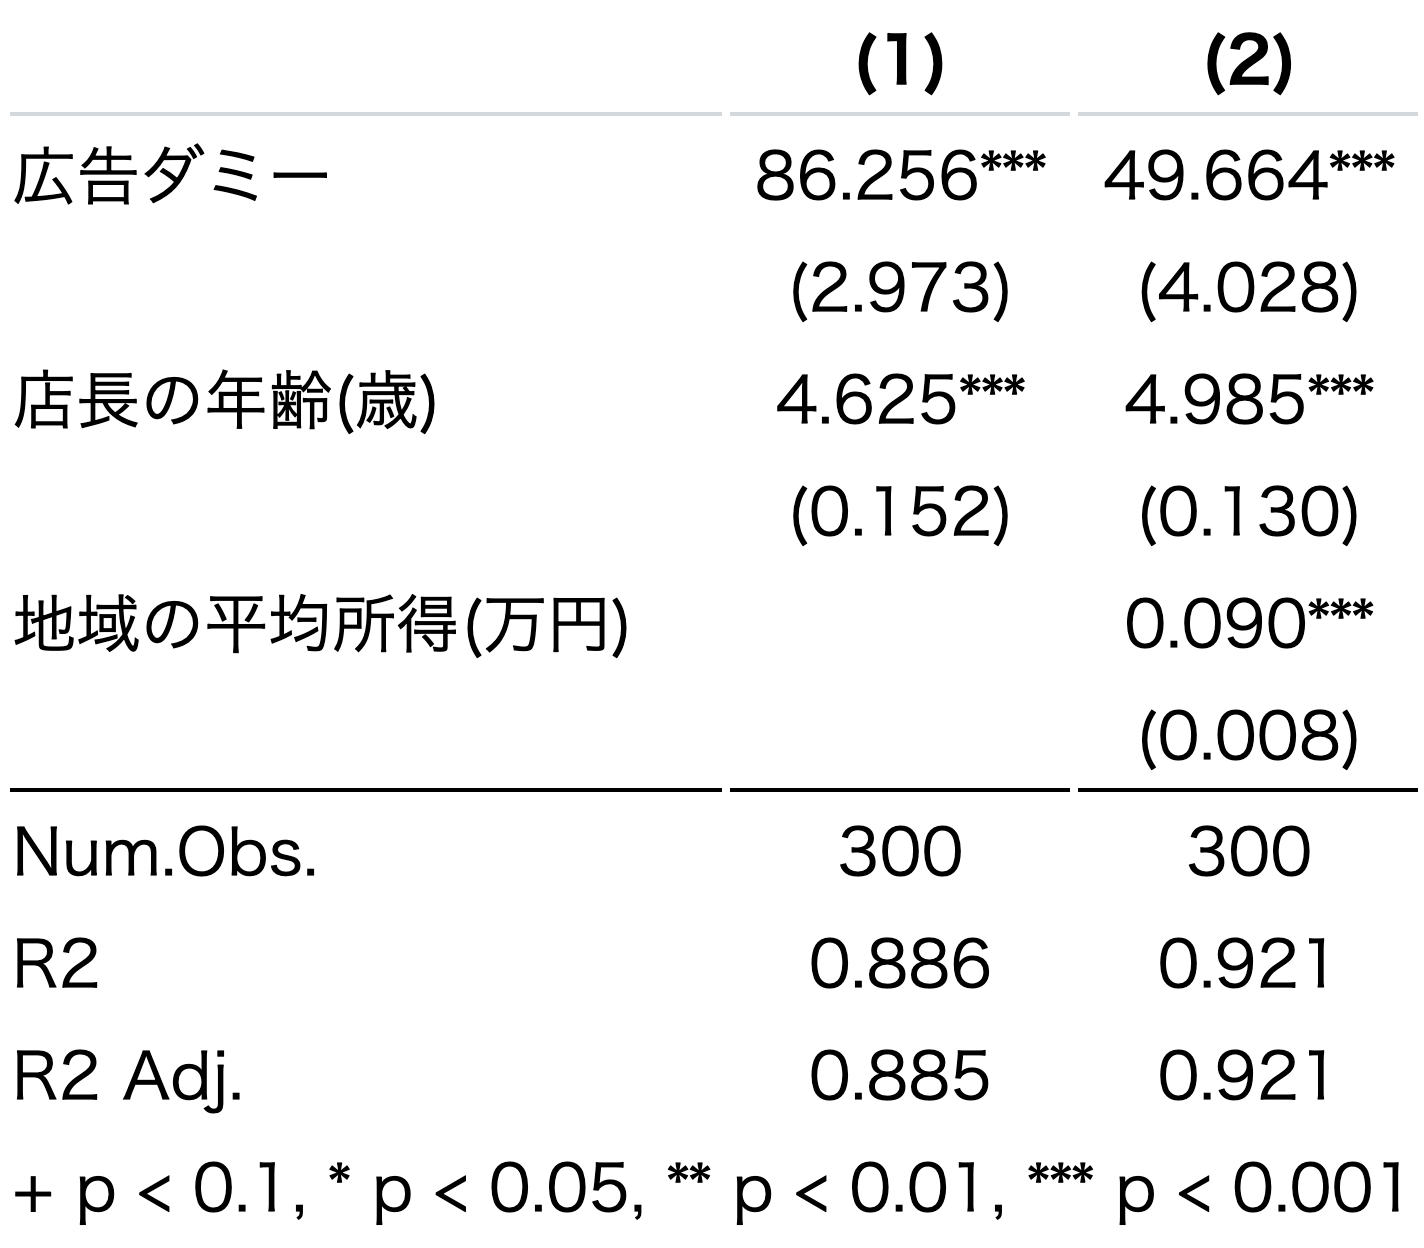 (1) (2)
広告ダミー 86.256*** 49.664***
(2.973) (4.028)
店長の年齢(歳) 4.625*** 4.985***
(0.152) (0.130)
地域の平均所得(万円) 0.090***
(0.008)
Num.Obs. 300 300
R2 0.886 0.921
R2 Adj. 0.885 0.921
+ p < 0.1, * p < 0.05, ** p < 0.01, *** p < 0.001